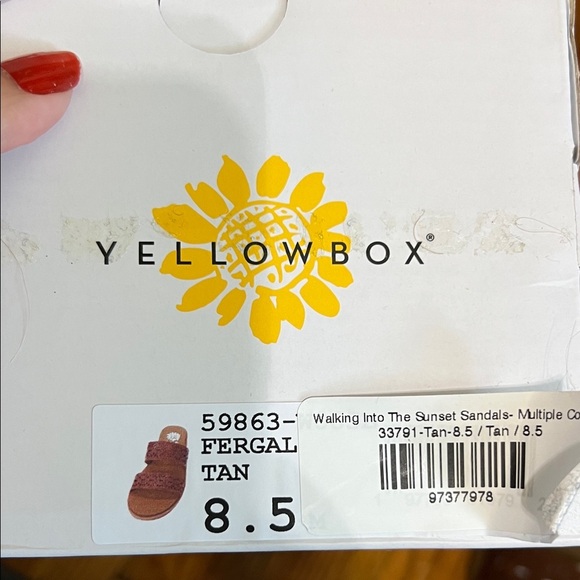 YELLOWBOX®
59863-
FERGAL
TAN
8.5
Walking Into The Sunset Sandals- Multiple Co
33791-Tan-8.5 / Tan / 8.5
97377978